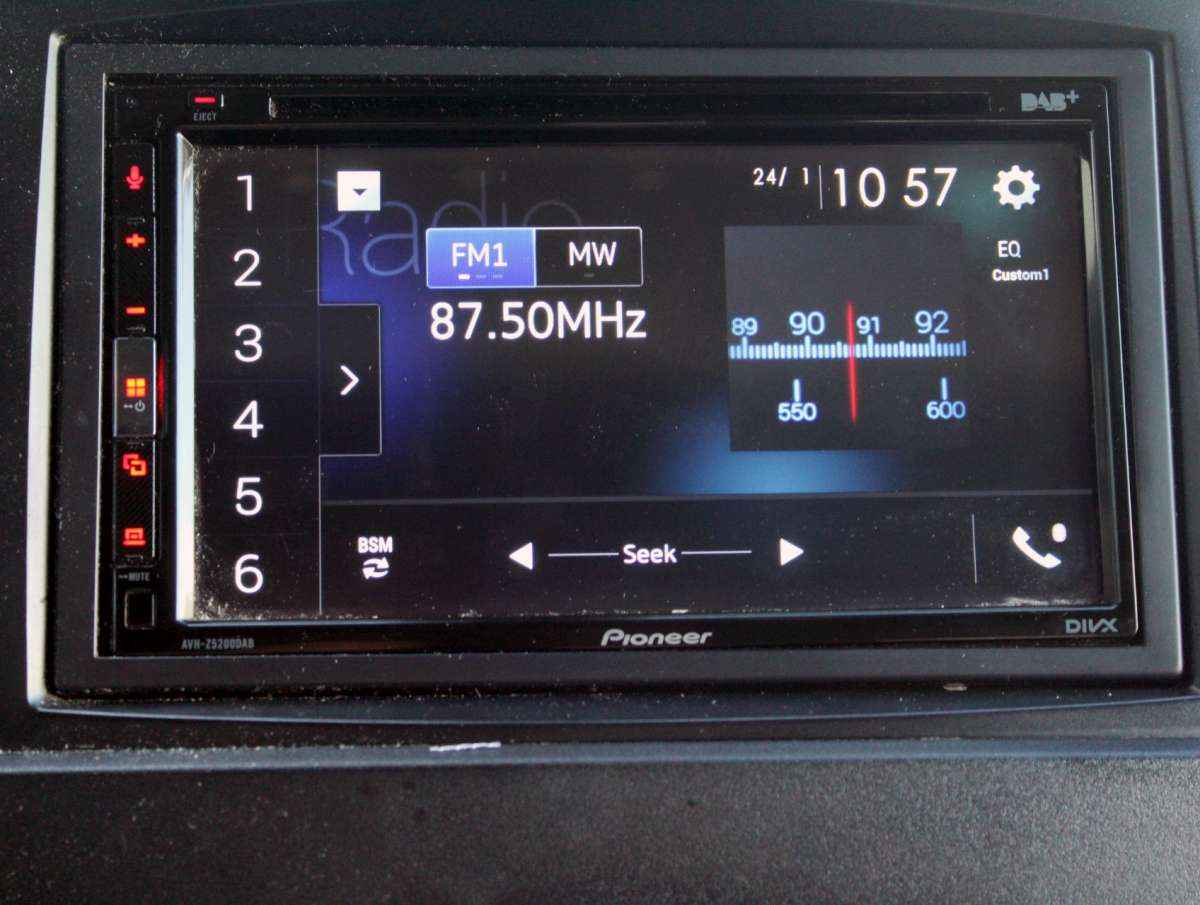 EJECT
DAB+
1
2
3
4
5
6
Radio
24/ 1 10 57
FM1 MW
87.50MHz
EQ
Custom1
89 90 91 92
550 600
BSM
Seek
MUTE
AVH-Z5200DAB
Pioneer
DIVX